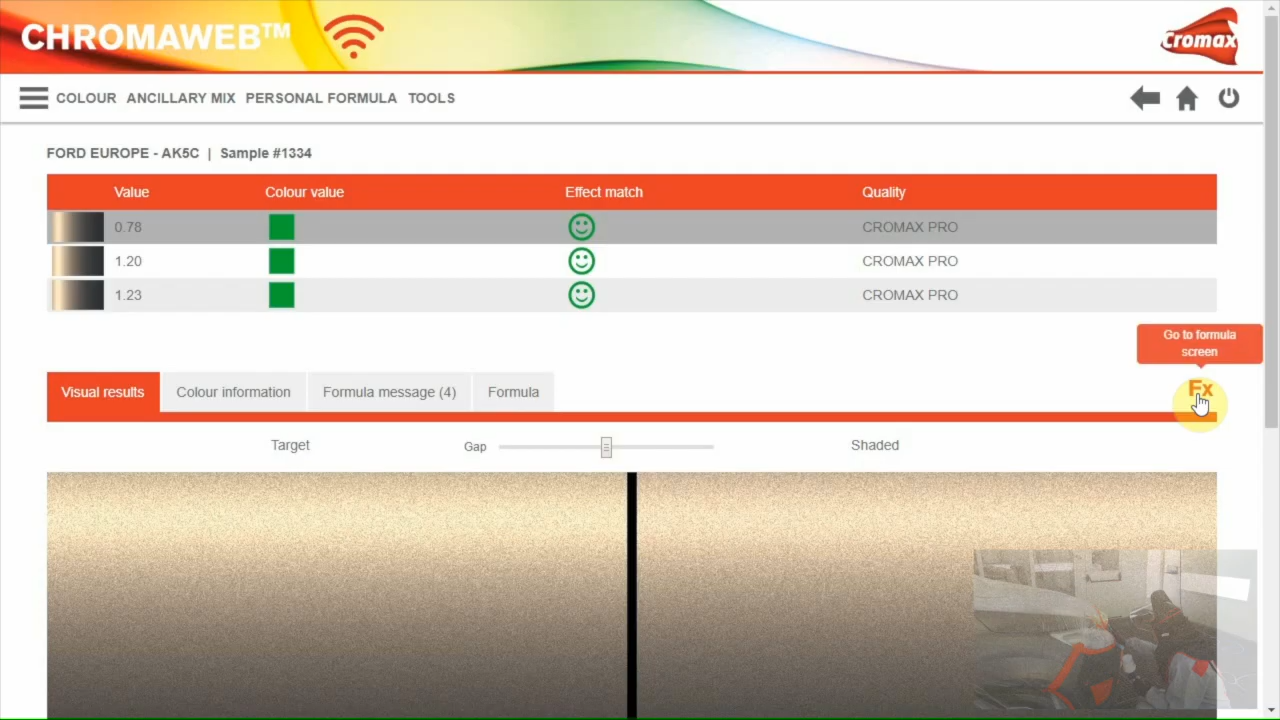 CHROMAWEB™
Cromax
COLOUR ANCILLARY MIX PERSONAL FORMULA TOOLS
FORD EUROPE - AK5C | Sample #1334
Value Colour value Effect match Quality
0.78 CROMAX PRO
1.20 CROMAX PRO
1.23 CROMAX PRO
Go to formula
screen
Visual results Colour information Formula message (4) Formula Fx
Target Gap Shaded